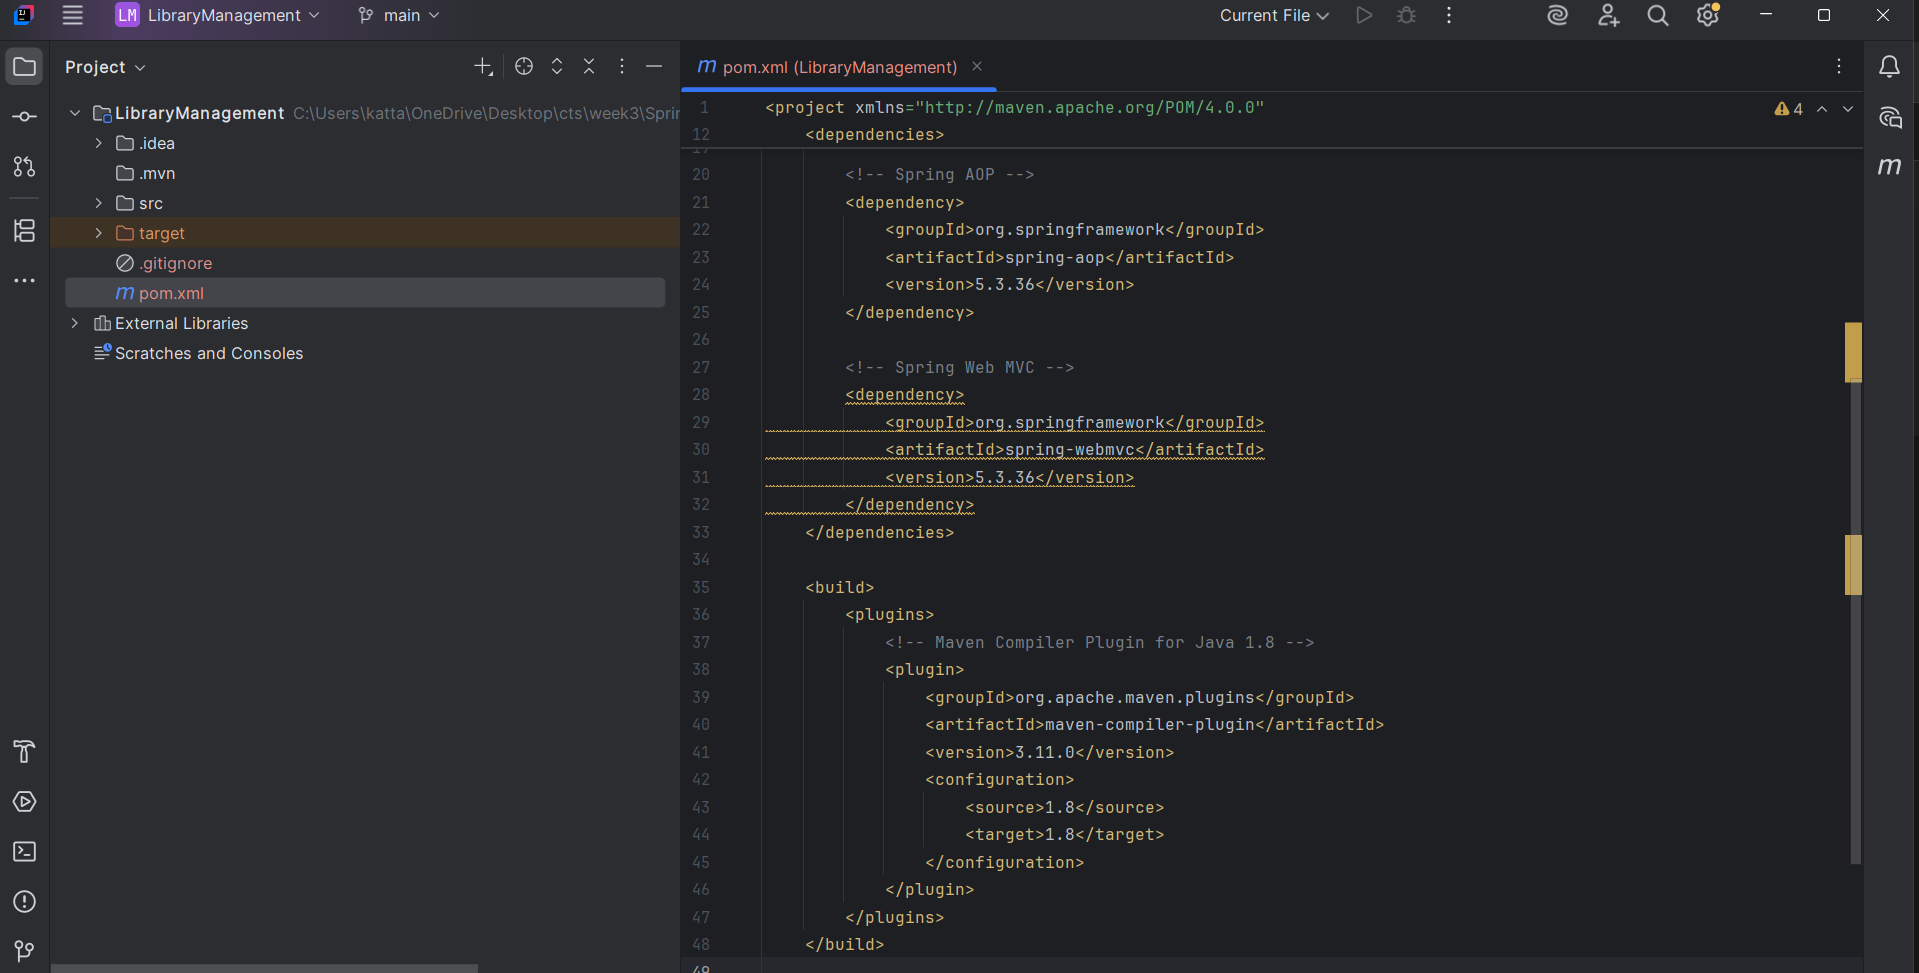 LM LibraryManagement main Current File
Project
LibraryManagement C:\Users\katta\OneDrive\Desktop\cts\week3\Sprin
.idea
.mvn
src
target
.gitignore
m pom.xml
External Libraries
Scratches and Consoles
m pom.xml (LibraryManagement)
4
m
1 <project xmlns="http://maven.apache.org/POM/4.0.0"
12 <dependencies>
19
20 <!-- Spring AOP -->
21 <dependency>
22 <groupId>org.springframework</groupId>
23 <artifactId>spring-aop</artifactId>
24 <version>5.3.36</version>
25 </dependency>
26
27 <!-- Spring Web MVC -->
28 <dependency>
29 <groupId>org.springframework</groupId>
30 <artifactId>spring-webmvc</artifactId>
31 <version>5.3.36</version>
32 </dependency>
33 </dependencies>
34
35 <build>
36 <plugins>
37 <!-- Maven Compiler Plugin for Java 1.8 -->
38 <plugin>
39 <groupId>org.apache.maven.plugins</groupId>
40 <artifactId>maven-compiler-plugin</artifactId>
41 <version>3.11.0</version>
42 <configuration>
43 <source>1.8</source>
44 <target>1.8</target>
45 </configuration>
46 </plugin>
47 </plugins>
48 </build>
49